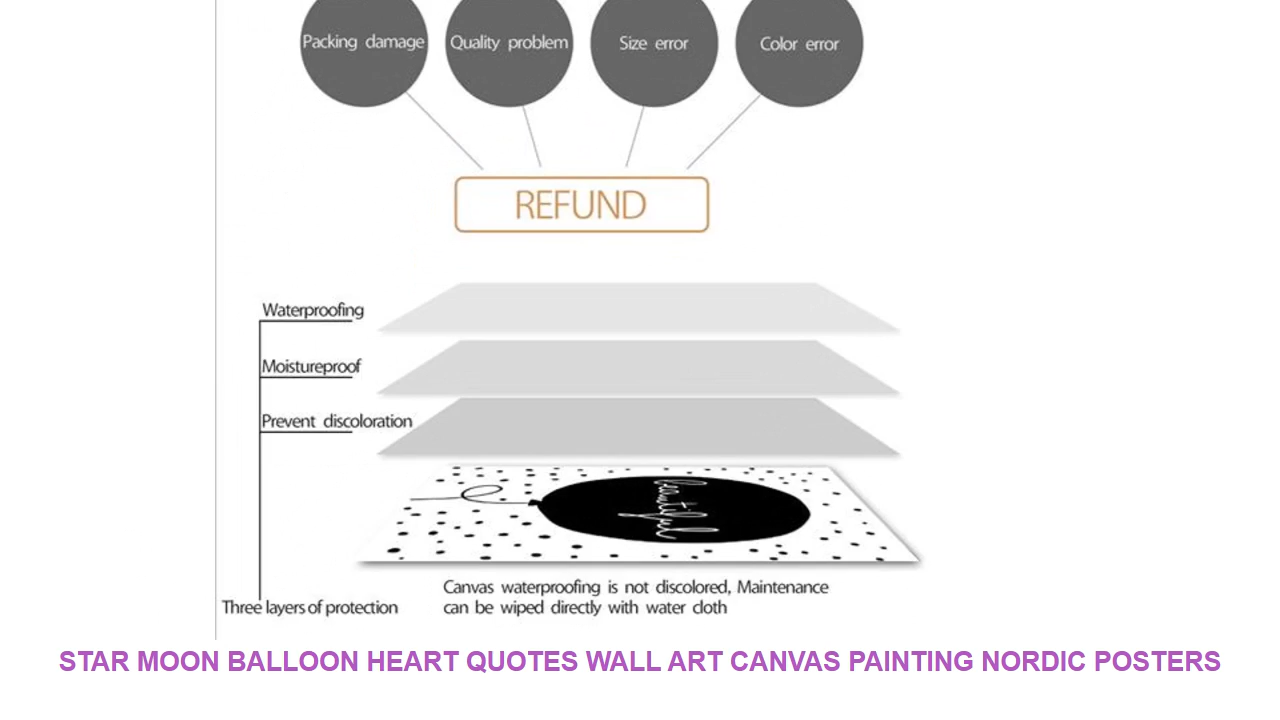 Packing damage
Quality problem
Size error
Color error
REFUND
Waterproofing
Moistureproof
Prevent discoloration
beautiful
Canvas waterproofing is not discolored, Maintenance
can be wiped directly with water cloth
Three layers of protection
STAR MOON BALLOON HEART QUOTES WALL ART CANVAS PAINTING NORDIC POSTERS